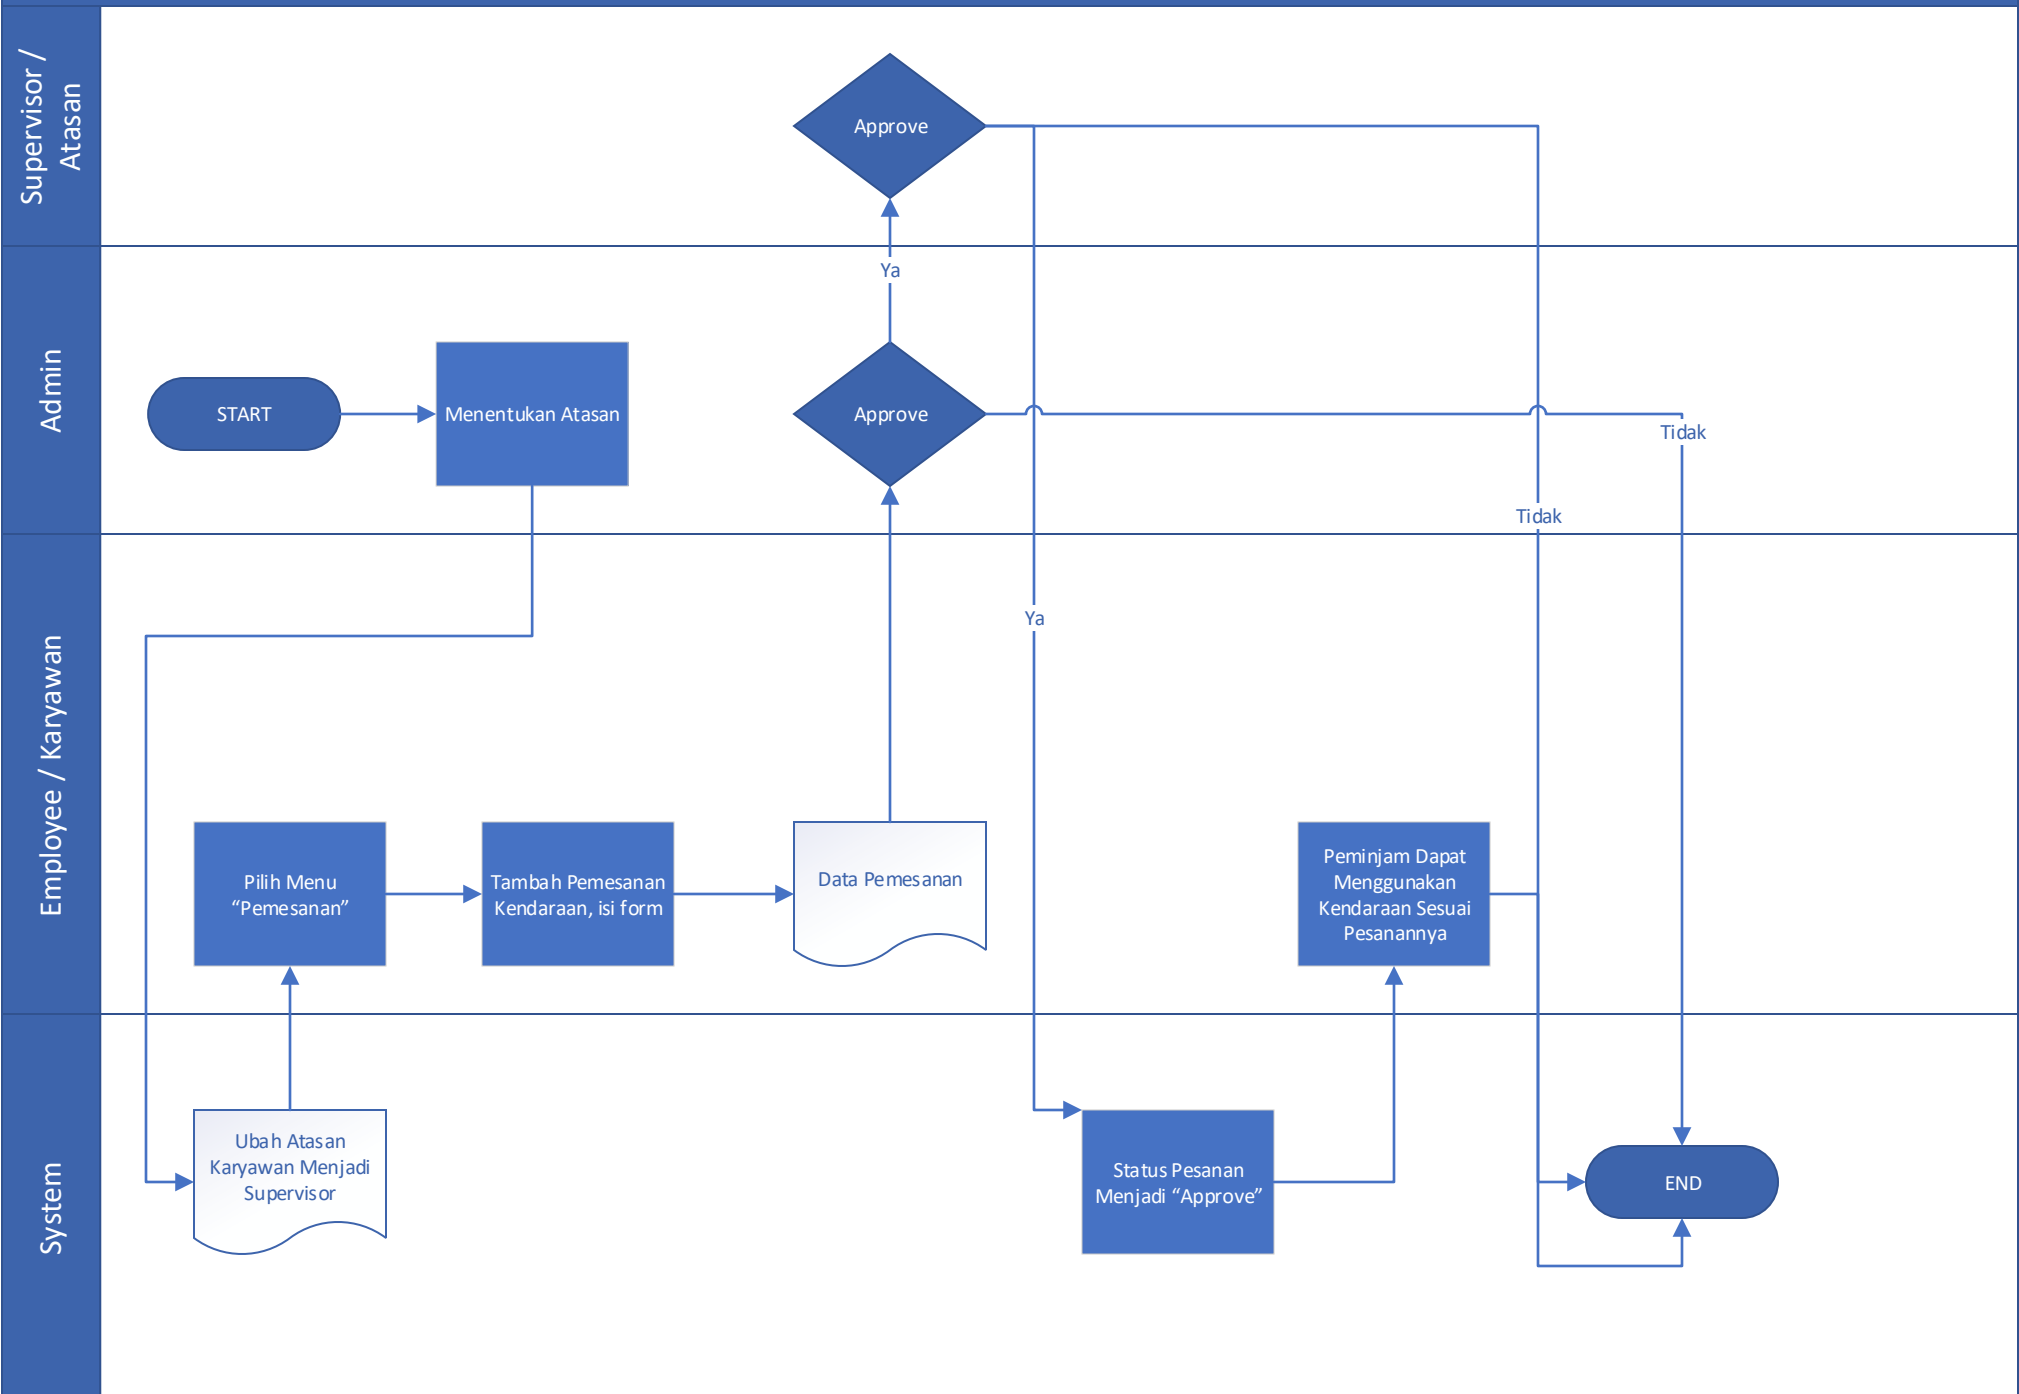 Supervisor /
Atasan
Approve
Ya
Admin
START
Menentukan Atasan
Approve
Tidak
Tidak
Employee / Karyawan
Ya
Pilih Menu
“Pemesanan”
Tambah Pemesanan
Kendaraan, isi form
Data Pemesanan
Peminjam Dapat
Menggunakan
Kendaraan Sesuai
Pesanannya
System
Ubah Atasan
Karyawan Menjadi
Supervisor
Status Pesanan
Menjadi “Approve”
END